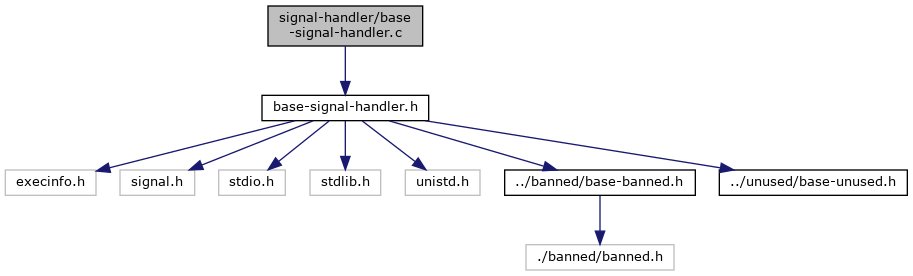 signal-handler/base
-signal-handler.c
base-signal-handler.h
execinfo.h
signal.h
stdio.h
stdlib.h
unistd.h
../banned/base-banned.h
../unused/base-unused.h
./banned/banned.h